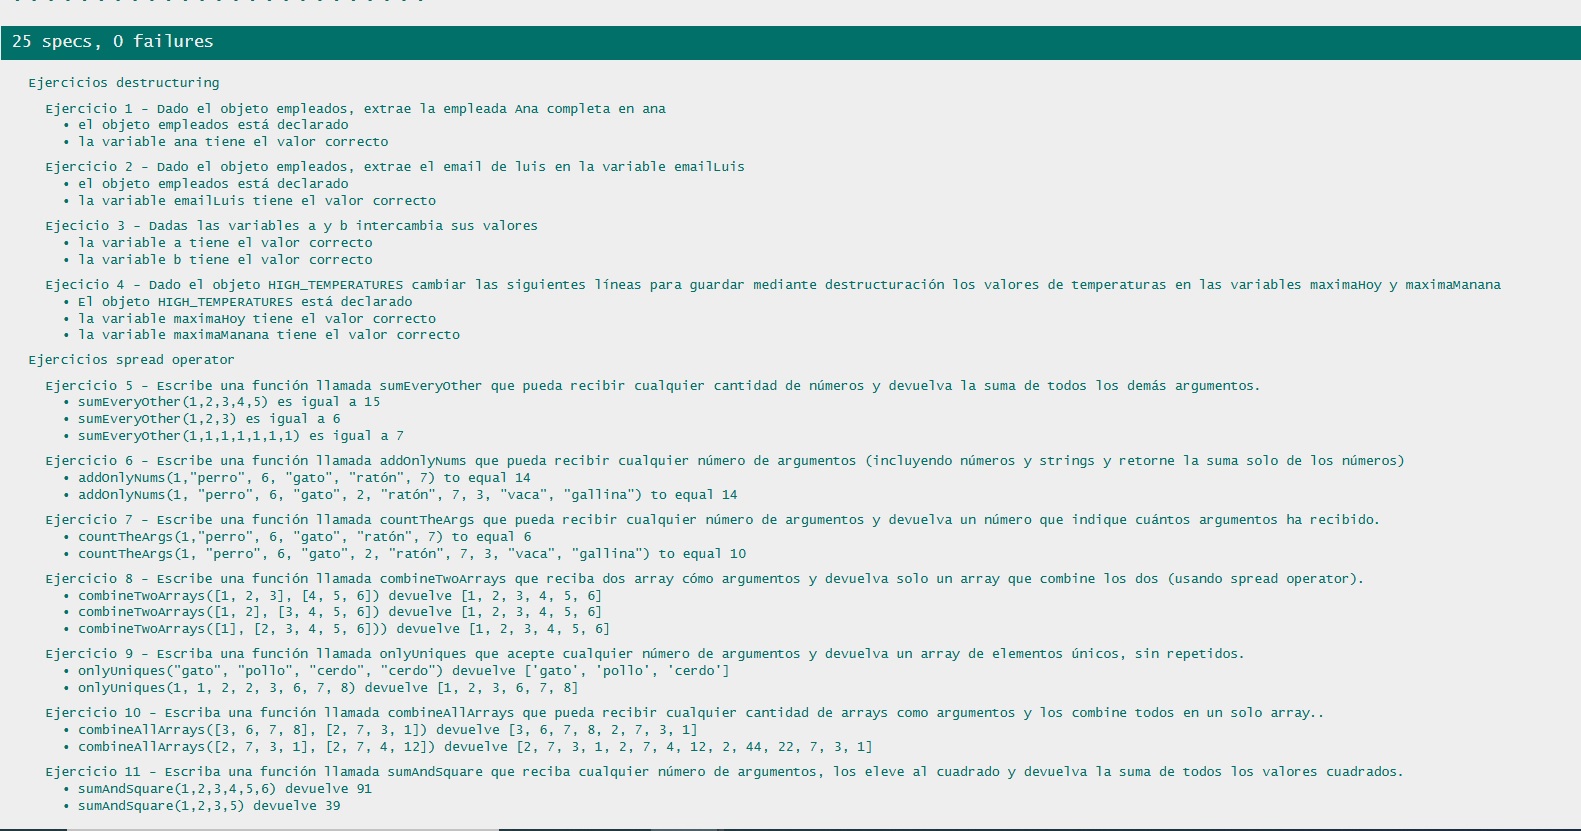 25 specs, 0 failures
Ejercicios destructuring
Ejercicio 1 - Dado el objeto empleados, extrae la empleada Ana completa en ana
• el objeto empleados está declarado
• la variable ana tiene el valor correcto
Ejercicio 2 - Dado el objeto empleados, extrae el email de luis en la variable emailLuis
• el objeto empleados está declarado
• la variable emailLuis tiene el valor correcto
Ejecicio 3 - Dadas las variables a y b intercambia sus valores
• la variable a tiene el valor correcto
• la variable b tiene el valor correcto
Ejecicio 4 - Dado el objeto HIGH_TEMPERATURES cambiar las siguientes líneas para guardar mediante destructuración los valores de temperaturas en las variables maximaHoy y maximaManana
• El objeto HIGH_TEMPERATURES está declarado
• la variable maximaHoy tiene el valor correcto
• la variable maximaManana tiene el valor correcto
Ejercicios spread operator
Ejercicio 5 - Escribe una función llamada sumEveryOther que pueda recibir cualquier cantidad de números y devuelva la suma de todos los demás argumentos.
• sumEveryOther(1,2,3,4,5) es igual a 15
• sumEveryOther(1,2,3) es igual a 6
• sumEveryOther(1,1,1,1,1,1,1) es igual a 7
Ejercicio 6 - Escribe una función llamada addOnlyNums que pueda recibir cualquier número de argumentos (incluyendo números y strings y retorne la suma solo de los números)
• addOnlyNums(1,"perro", 6, "gato", "ratón", 7) to equal 14
• addOnlyNums(1, "perro", 6, "gato", 2, "ratón", 7, 3, "vaca", "gallina") to equal 14
Ejercicio 7 - Escribe una función llamada countTheArgs que pueda recibir cualquier número de argumentos y devuelva un número que indique cuántos argumentos ha recibido.
• countTheArgs(1,"perro", 6, "gato", "ratón", 7) to equal 6
• countTheArgs(1, "perro", 6, "gato", 2, "ratón", 7, 3, "vaca", "gallina") to equal 10
Ejercicio 8 - Escribe una función llamada combineTwoArrays que reciba dos array cómo argumentos y devuelva solo un array que combine los dos (usando spread operator).
• combineTwoArrays([1, 2, 3], [4, 5, 6]) devuelve [1, 2, 3, 4, 5, 6]
• combineTwoArrays([1, 2], [3, 4, 5, 6]) devuelve [1, 2, 3, 4, 5, 6]
• combineTwoArrays([1], [2, 3, 4, 5, 6])) devuelve [1, 2, 3, 4, 5, 6]
Ejercicio 9 - Escriba una función llamada onlyUniques que acepte cualquier número de argumentos y devuelva un array de elementos únicos, sin repetidos.
• onlyUniques("gato", "pollo", "cerdo", "cerdo") devuelve ['gato', 'pollo', 'cerdo']
• onlyUniques(1, 1, 2, 2, 3, 6, 7, 8) devuelve [1, 2, 3, 6, 7, 8]
Ejercicio 10 - Escriba una función llamada combineAllArrays que pueda recibir cualquier cantidad de arrays como argumentos y los combine todos en un solo array..
• combineAllArrays([3, 6, 7, 8], [2, 7, 3, 1]) devuelve [3, 6, 7, 8, 2, 7, 3, 1]
• combineAllArrays([2, 7, 3, 1], [2, 7, 4, 12]) devuelve [2, 7, 3, 1, 2, 7, 4, 12, 2, 44, 22, 7, 3, 1]
Ejercicio 11 - Escriba una función llamada sumAndSquare que reciba cualquier número de argumentos, los eleve al cuadrado y devuelva la suma de todos los valores cuadrados.
• sumAndSquare(1,2,3,4,5,6) devuelve 91
• sumAndSquare(1,2,3,5) devuelve 39